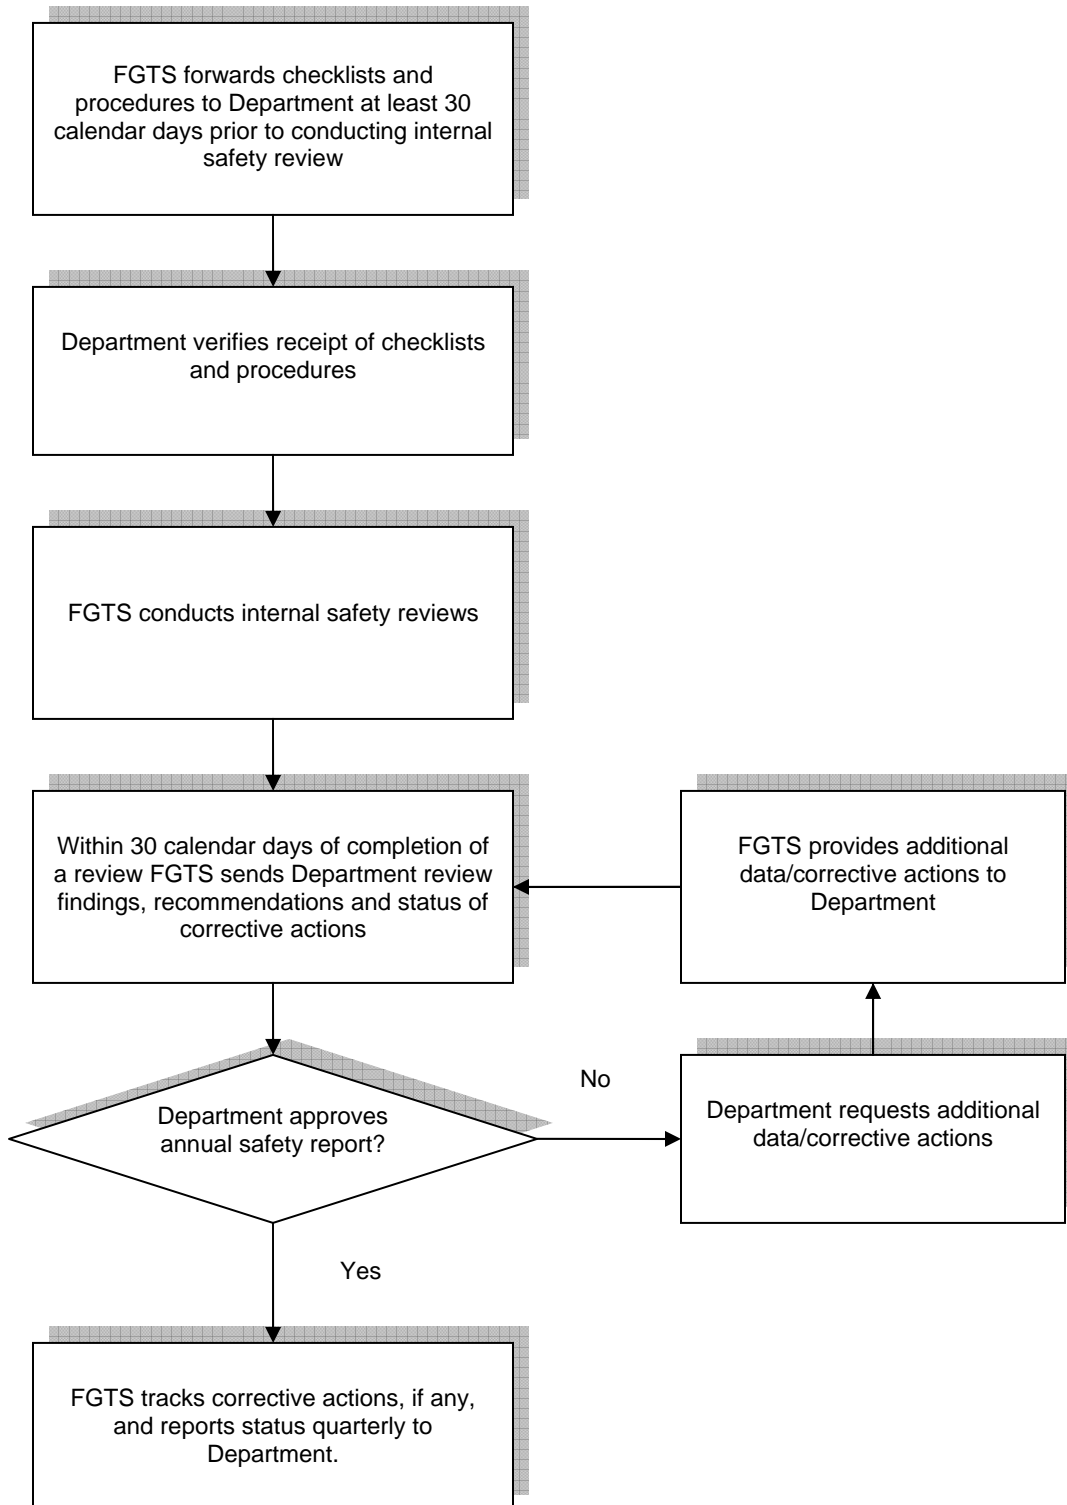 FGTS forwards checklists and
procedures to Department at least 30
calendar days prior to conducting internal
safety review
Department verifies receipt of checklists
and procedures
FGTS conducts internal safety reviews
Within 30 calendar days of completion of
a review FGTS sends Department review
findings, recommendations and status of
corrective actions
FGTS provides additional
data/corrective actions to
Department
Department approves
annual safety report?
No
Department requests additional
data/corrective actions
Yes
FGTS tracks corrective actions, if any,
and reports status quarterly to
Department.